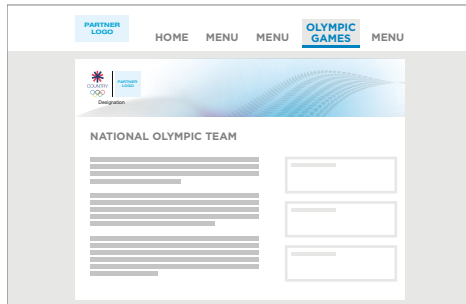 PARTNER
LOGO
HOME MENU MENU OLYMPIC GAMES MENU
COUNTRY
PARTNER
LOGO
Designation
NATIONAL OLYMPIC TEAM